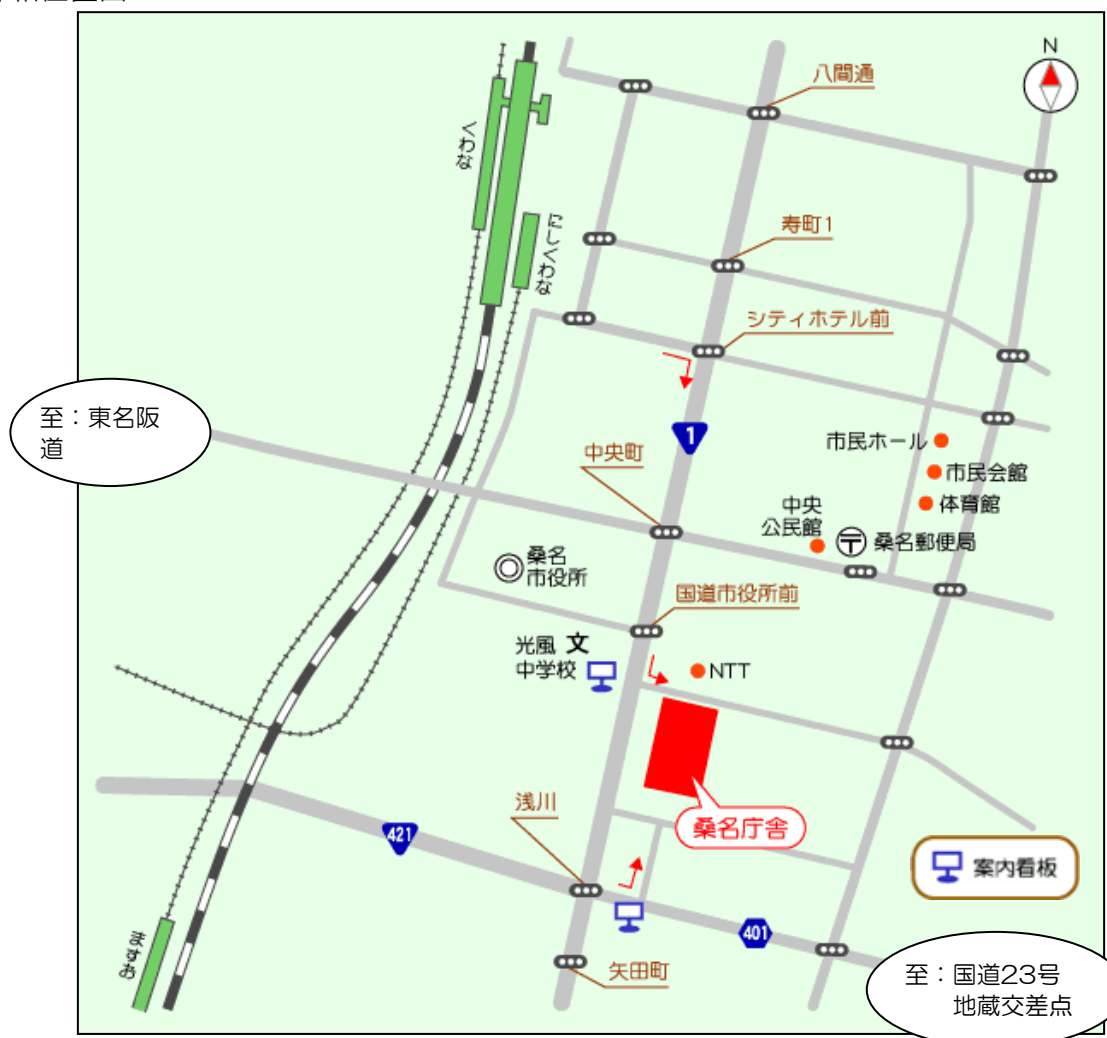 N
八間通
くわな
にしくわな
寿町1
シティホテル前
至：東名阪
道
1
中央町
市民ホール
市民会館
体育館
中央
公民館
桑名郵便局
桑名
市役所
国道市役所前
光風 文
中学校
NTT
浅川
421
桑名庁舎
案内看板
401
ますお
矢田町
至：国道23号
地蔵交差点